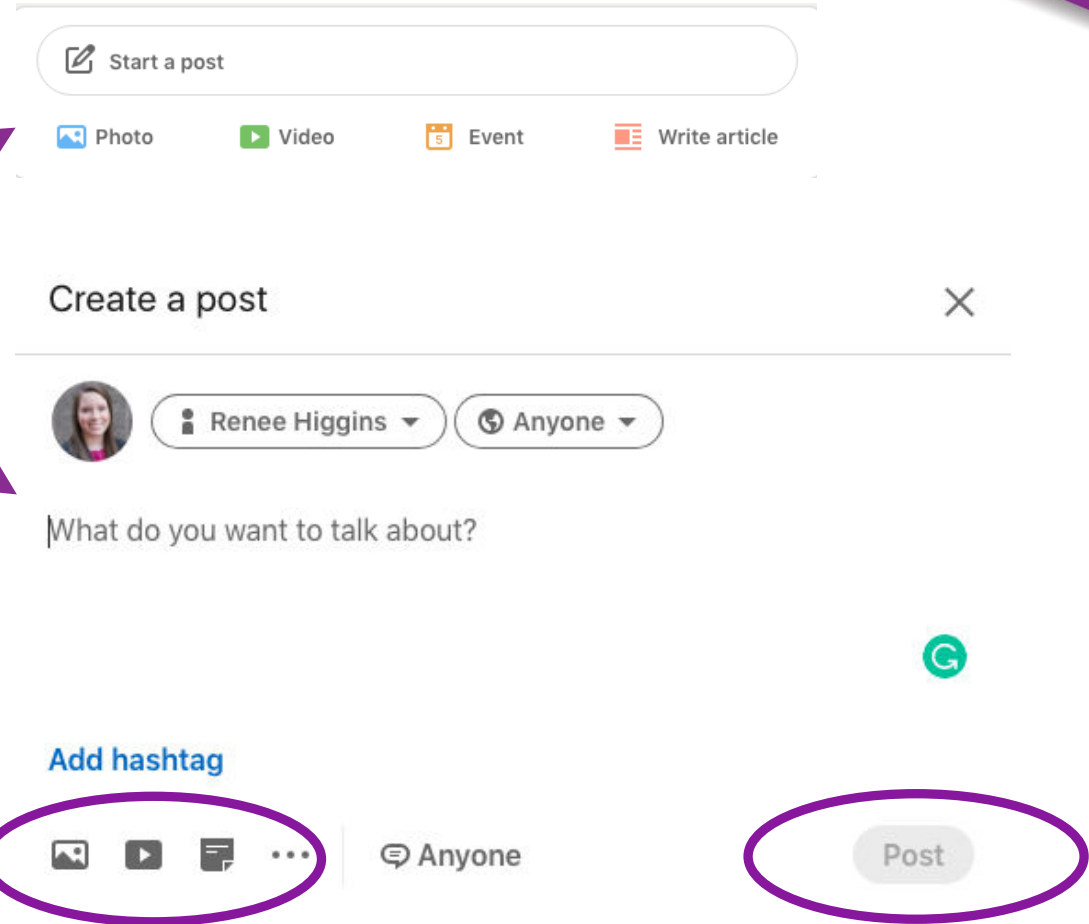 Start a post
Photo Video Event Write article
Create a post
Renee Higgins Anyone
What do you want to talk about?
Add hashtag
Anyone Post